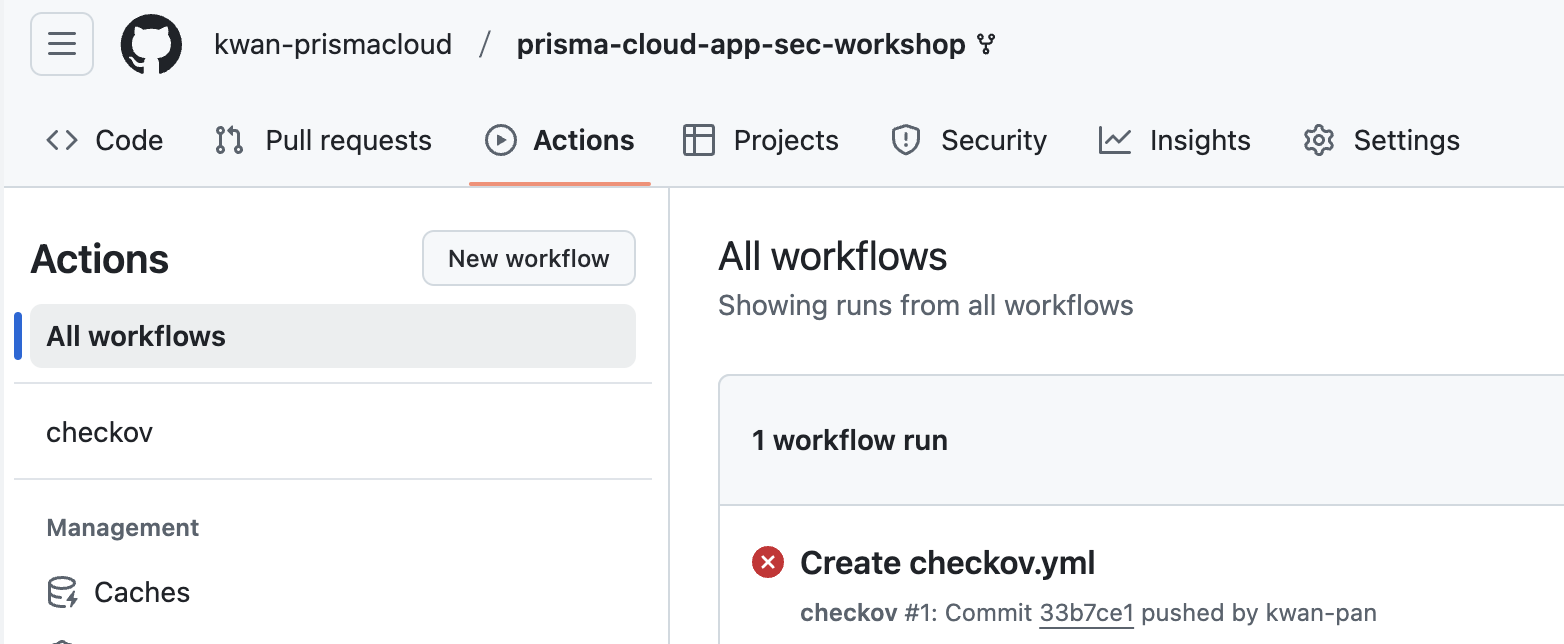 kwan-prismacloud / prisma-cloud-app-sec-workshop
Code Pull requests Actions Projects Security Insights Settings
Actions
New workflow
All workflows
checkov
Management
Caches
All workflows
Showing runs from all workflows
1 workflow run
Create checkov.yml
checkov #1: Commit 33b7ce1 pushed by kwan-pan